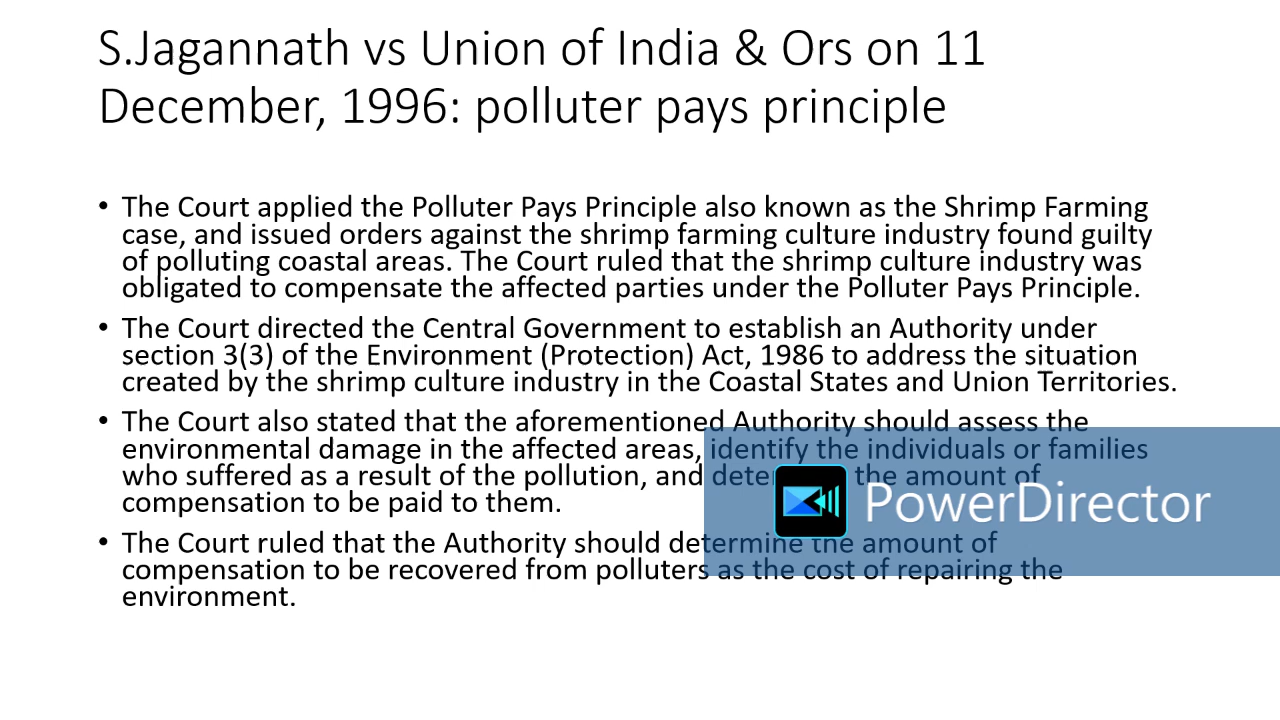 S.Jagannath vs Union of India & Ors on 11
December, 1996: polluter pays principle
• The Court applied the Polluter Pays Principle also known as the Shrimp Farming
case, and issued orders against the shrimp farming culture industry found guilty
of polluting coastal areas. The Court ruled that the shrimp culture industry was
obligated to compensate the affected parties under the Polluter Pays Principle.
• The Court directed the Central Government to establish an Authority under
section 3(3) of the Environment (Protection) Act, 1986 to address the situation
created by the shrimp culture industry in the Coastal States and Union Territories.
• The Court also stated that the aforementioned Authority should assess the
environmental damage in the affected areas, identify the individuals or families
who suffered as a result of the pollution, and the amount of
compensation to be paid to them.
• The Court ruled that the Authority should determine the amount of
compensation to be recovered from polluters as the cost of repairing the
environment.
PowerDirector